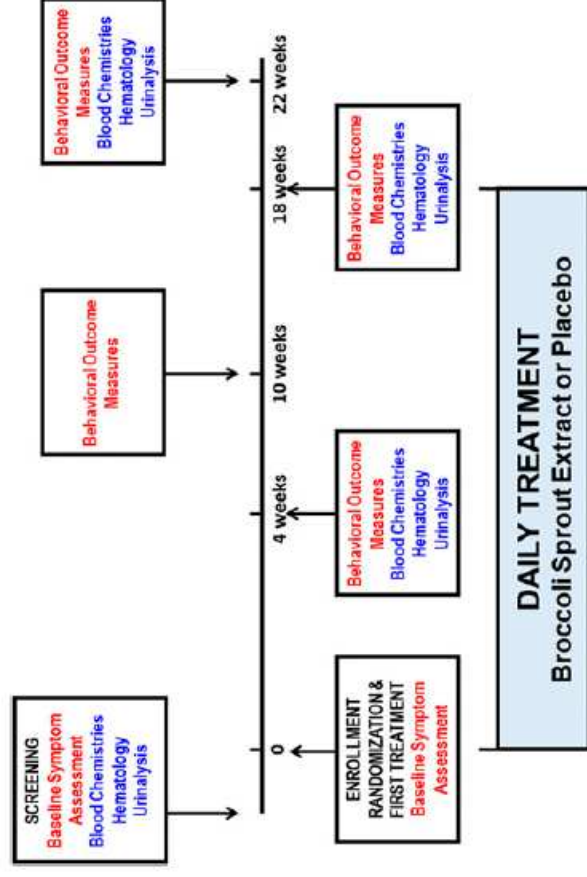 SCREENING
Baseline Symptom
Assessment
Blood Chemistries
Hematology
Urinalysis
Behavioral Outcome
Measures
Behavioral Outcome
Measures
Blood Chemistries
Hematology
Urinalysis
0
4 weeks
10 weeks
18 weeks
22 weeks
ENROLLMENT
RANDOMIZATION &
FIRST TREATMENT
Baseline Symptom
Assessment
Behavioral Outcome
Measures
Blood Chemistries
Hematology
Urinalysis
Behavioral Outcome
Measures
Blood Chemistries
Hematology
Urinalysis
DAILY TREATMENT
Broccoli Sprout Extract or Placebo